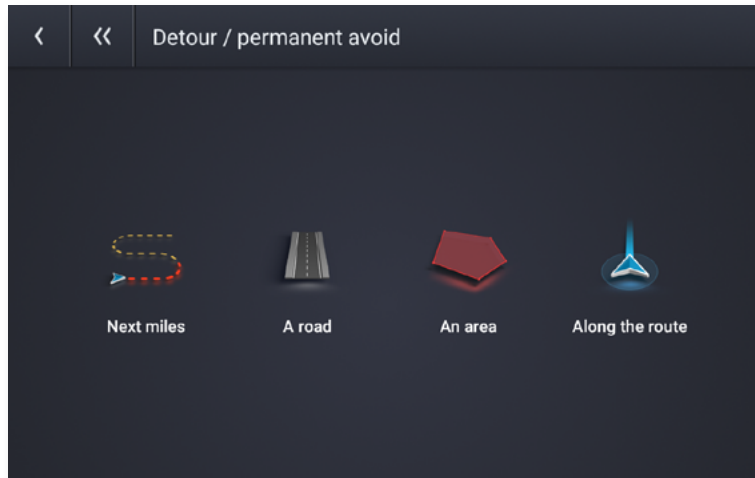 Detour / permanent avoid
Next miles
A road
An area
Along the route